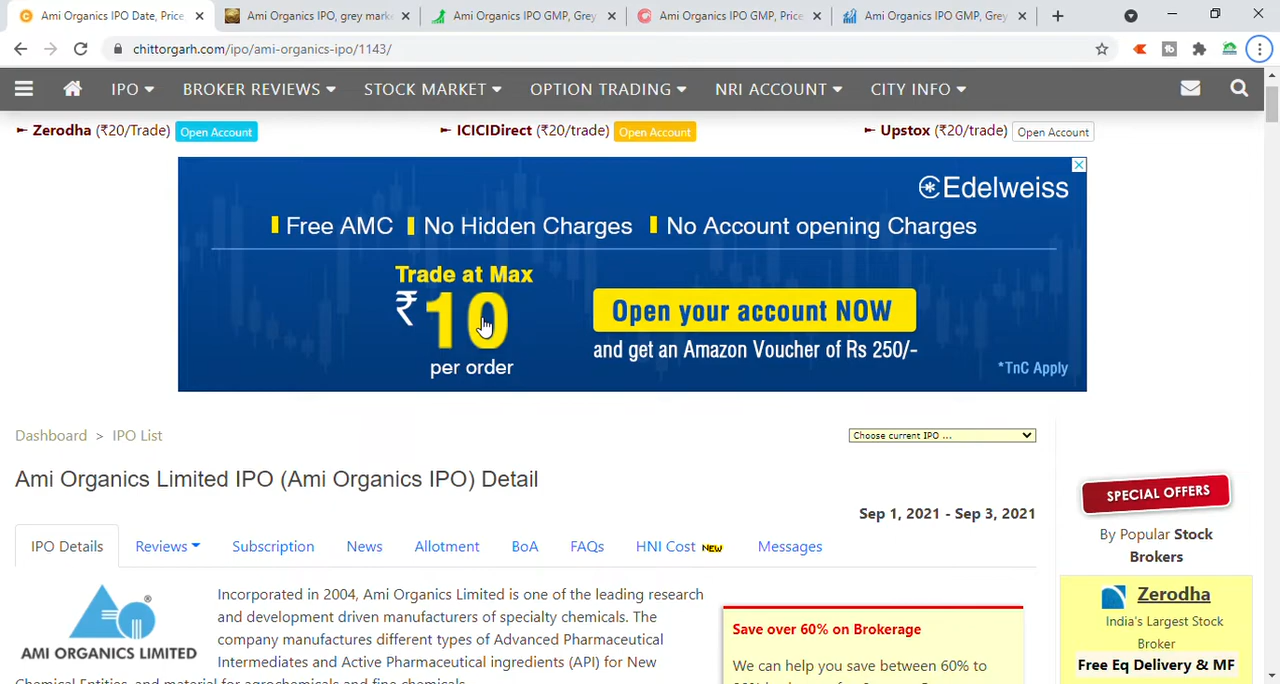 Ami Organics IPO Date, Price,
Ami Organics IPO, grey mark
Ami Organics IPO GMP, Grey
Ami Organics IPO GMP, Price
Ami Organics IPO GMP, Grey
chittorgarh.com/ipo/ami-organics-ipo/1143/
IPO BROKER REVIEWS STOCK MARKET OPTION TRADING NRI ACCOUNT CITY INFO
Zerodha (₹20/Trade) Open Account
ICICIDirect (₹20/trade) Open Account
Upstox (₹20/trade) Open Account
Edelweiss
Free AMC No Hidden Charges No Account opening Charges
Trade at Max
₹10
per order
Open your account NOW
and get an Amazon Voucher of Rs 250/-
*TnC Apply
Dashboard > IPO List
Choose current IPO ...
Ami Organics Limited IPO (Ami Organics IPO) Detail
Sep 1, 2021 - Sep 3, 2021
IPO Details Reviews Subscription News Allotment BoA FAQs HNI Cost NEW Messages
AMI ORGANICS LIMITED
®
Incorporated in 2004, Ami Organics Limited is one of the leading research
and development driven manufacturers of specialty chemicals. The
company manufactures different types of Advanced Pharmaceutical
Intermediates and Active Pharmaceutical ingredients (API) for New
Chemical Entities, and material for agrochemicals and fine chemicals.
Save over 60% on Brokerage
We can help you save between 60% to
SPECIAL OFFERS
By Popular Stock
Brokers
Zerodha
India's Largest Stock
Broker
Free Eq Delivery & MF